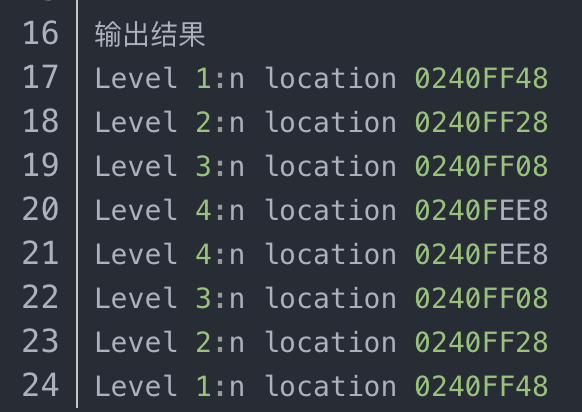 16 输出结果
17 Level 1:n location 0240FF48
18 Level 2:n location 0240FF28
19 Level 3:n location 0240FF08
20 Level 4:n location 0240FEE8
21 Level 4:n location 0240FEE8
22 Level 3:n location 0240FF08
23 Level 2:n location 0240FF28
24 Level 1:n location 0240FF48